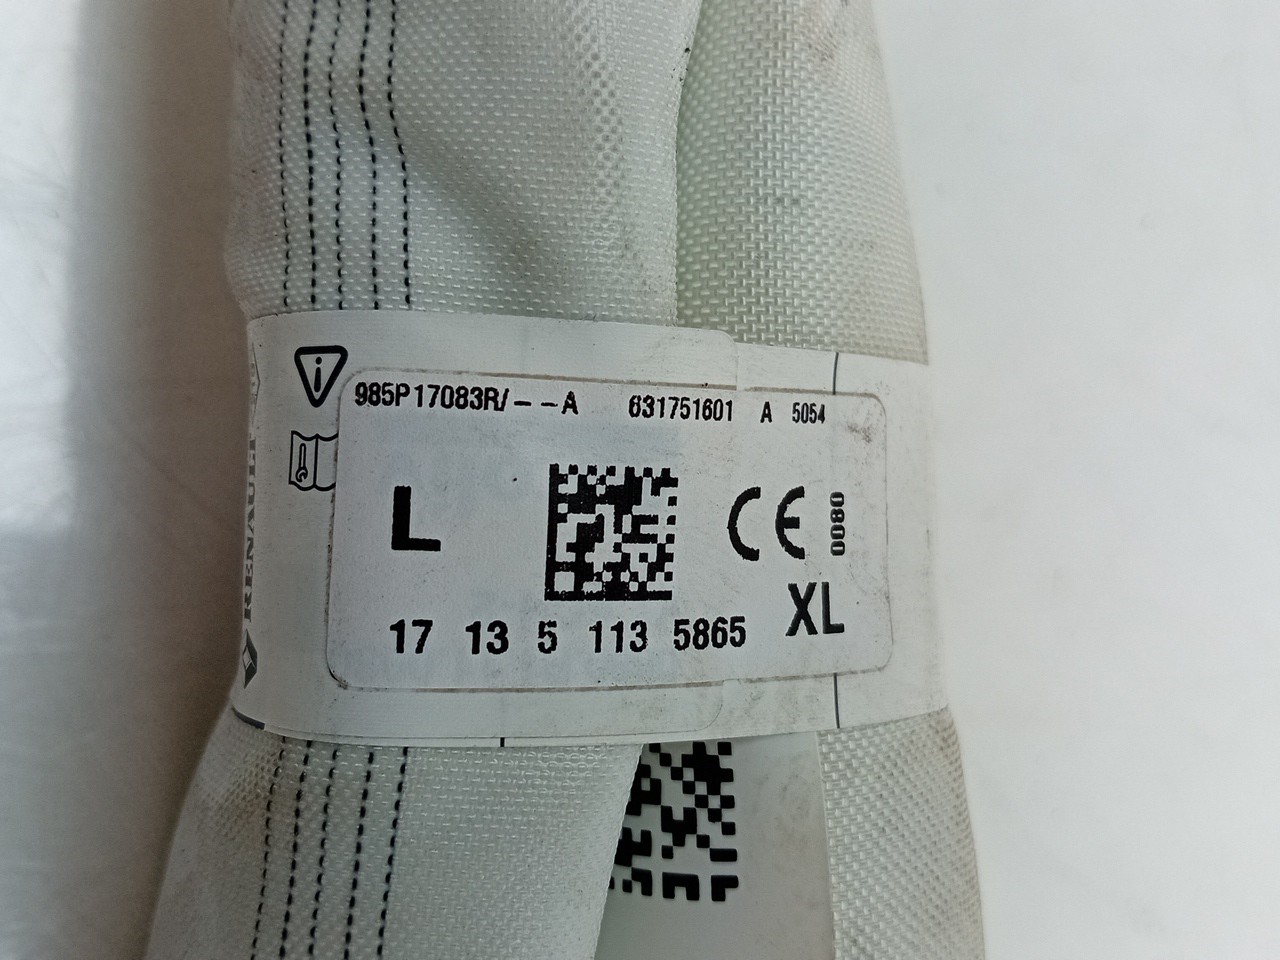 985P17083R/--A 631751601 A 5054
L
CE 0080
XL
17 13 5 113 5865
RENAULT